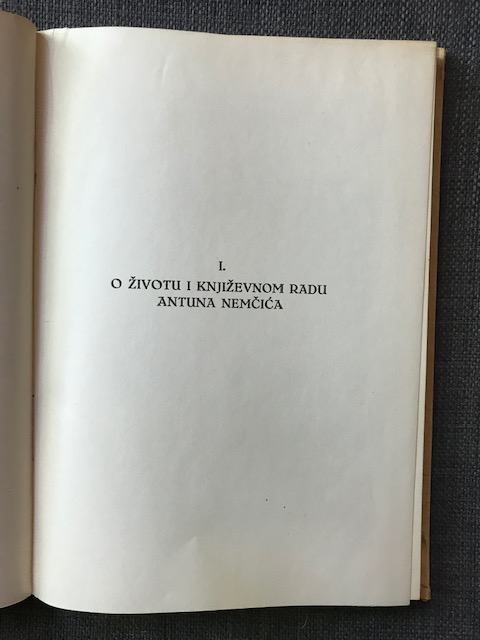 I.
O ŽIVOTU I KNJIŽEVNOM RADU
ANTUNA NEMČIĆA